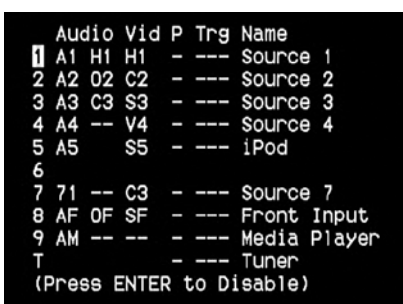 Audio Vid P Trg Name
1 A1 H1 H1 - --- Source 1
2 A2 O2 C2 - --- Source 2
3 A3 C3 S3 - --- Source 3
4 A4 -- V4 - --- Source 4
5 A5 S5 - --- iPod
6
7 71 -- C3 - --- Source 7
8 AF OF SF - --- Front Input
9 AM -- -- - --- Media Player
T - --- Tuner
(Press ENTER to Disable)